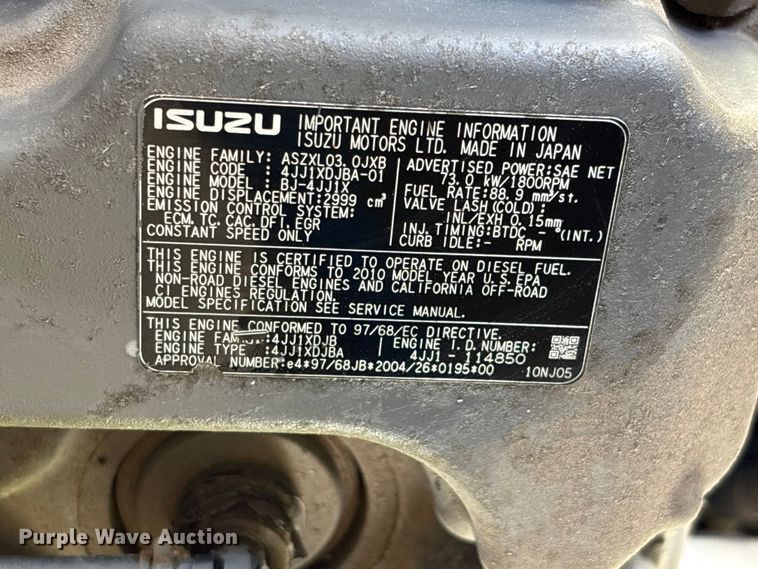 ISUZU IMPORTANT ENGINE INFORMATION
ISUZU MOTORS LTD. MADE IN JAPAN
ENGINE FAMILY: ASZXL03.0JXB
ENGINE CODE : 4JJ1XDJBA-01
ENGINE MODEL: BJ-4JJ1X
ENGINE DISPLACEMENT:2999 cm³
EMISSION CONTROL SYSTEM:
ECM, TC, CAC, DFI, EGR
CONSTANT SPEED ONLY
ADVERTISED POWER:SAE NET
73.0 kW/1800RPM
FUEL RATE:88.9 mm³/st.
VALVE LASH (COLD):
INL/EXH 0.15mm
INJ. TIMING:BTDC - °(INT.)
CURB IDLE:- RPM
THIS ENGINE IS CERTIFIED TO OPERATE ON DIESEL FUEL.
THIS ENGINE CONFORMS TO 2010 MODEL YEAR U.S.EPA
NON-ROAD DIESEL ENGINES AND CALIFORNIA OFF-ROAD
CI ENGINES REGULATION.
MODEL SPECIFICATION SEE SERVICE MANUAL.
THIS ENGINE CONFORMED TO 97/68/EC DIRECTIVE.
ENGINE :4JJ1XDJB
ENGINE TYPE :4JJ1XDJBA
ENGINE I.D.NUMBER:
4JJ1 - 114850
APPROVAL NUMBER:e4*97/68JB*2004/26*0195*00
10NJ05
Purple Wave Auction